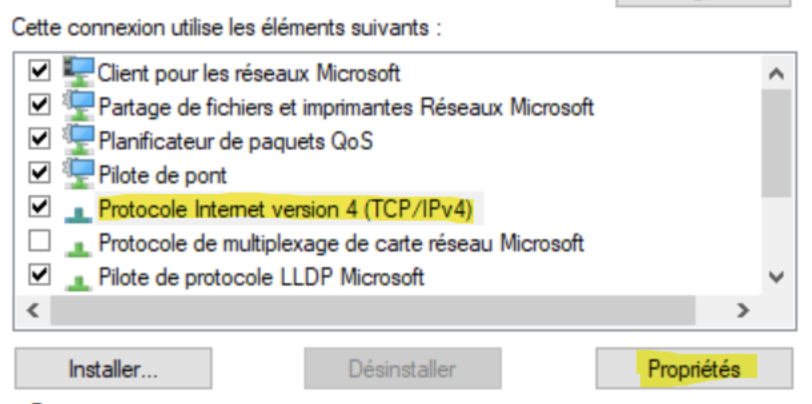 Cette connexion utilise les éléments suivants :
Client pour les réseaux Microsoft
Partage de fichiers et imprimantes Réseaux Microsoft
Planificateur de paquets QoS
Pilote de pont
Protocole Internet version 4 (TCP/IPv4)
Protocole de multiplexage de carte réseau Microsoft
Pilote de protocole LLDP Microsoft
Installer...
Désinstaller
Propriétés